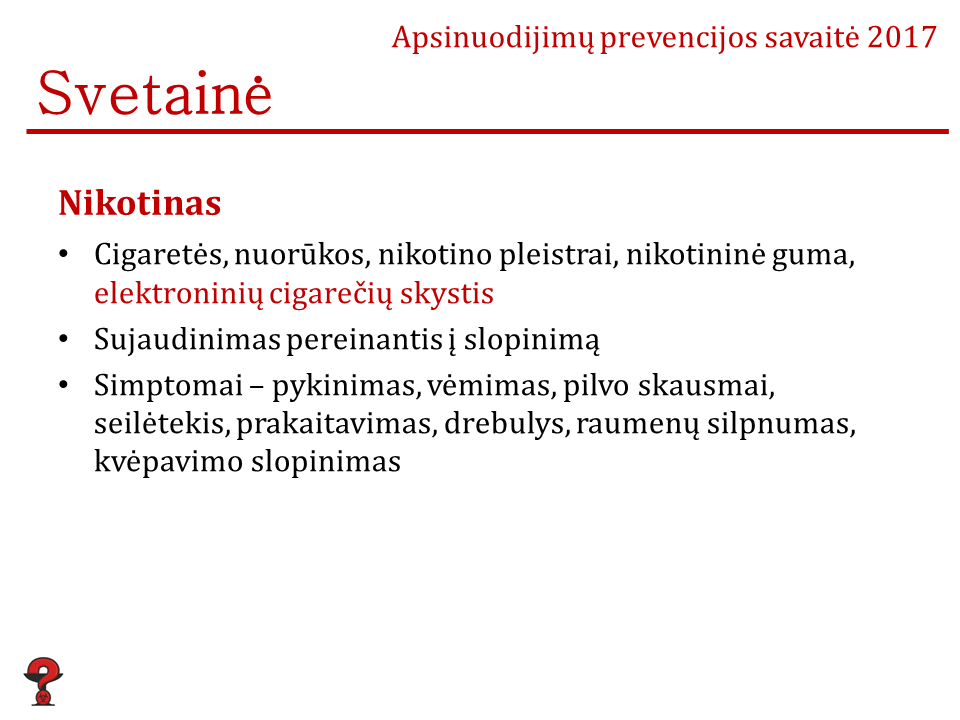 Apsinuodijimų prevencijos savaitė 2017
Svetainė
Nikotinas
• Cigaretės, nuorūkos, nikotino pleistrai, nikotininė guma,
elektroninių cigarečių skystis
• Sujaudinimas pereinantis į slopinimą
• Simptomai – pykinimas, vėmimas, pilvo skausmai,
seilėtekis, prakaitavimas, drebulys, raumenų silpnumas,
kvėpavimo slopinimas